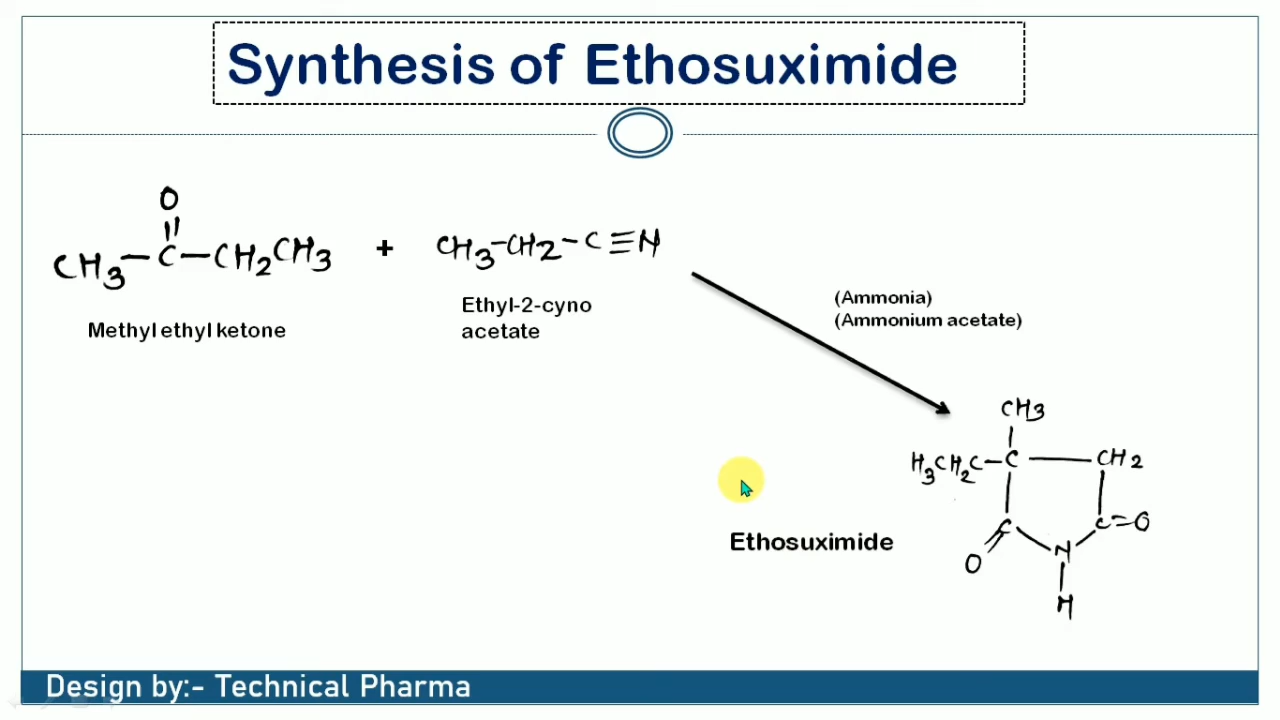 Synthesis of Ethosuximide
O
CH3-C-CH2CH3 + CH3-CH2-C≡N
Methyl ethyl ketone
Ethyl-2-cyno
acetate
(Ammonia)
(Ammonium acetate)
CH3
H3CH2C-C-CH2
C C=O
O N
H
Ethosuximide
Design by:- Technical Pharma